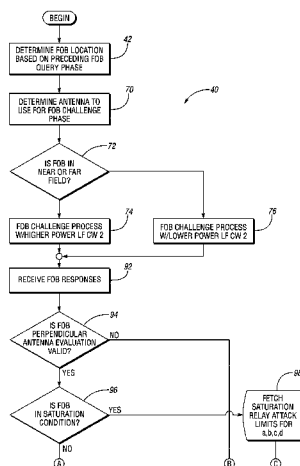 BEGIN
42
DETERMINE FOB LOCATION
BASED ON PRECEDING FOB
QUERY PHASE
70
DETERMINE ANTENNA TO
USE FOR FOB CHALLENGE
PHASE
40
72
IS FOB IN
NEAR OR FAR
FIELD?
74
FOB CHALLENGE PROCESS
W/HIGHER POWER LF CW 2
76
FOB CHALLENGE PROCESS
W/LOWER POWER LF CW 2
92
RECEIVE FOB RESPONSES
94
IS FOB
PERPENDICULAR
ANTENNA EVALUATION
VALID?
NO
YES
96
IS FOB
IN SATURATION
CONDITION?
YES
NO
98
FETCH
SATURATION
RELAY ATTACK
LIMITS FOR
a,b,c,d
A
B
C